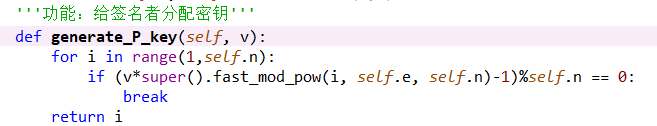 '''功能：给签名者分配密钥'''
def generate_P_key(self, v):
    for i in range(1,self.n):
        if (v*super().fast_mod_pow(i, self.e, self.n)-1)%self.n == 0:
            break
    return i